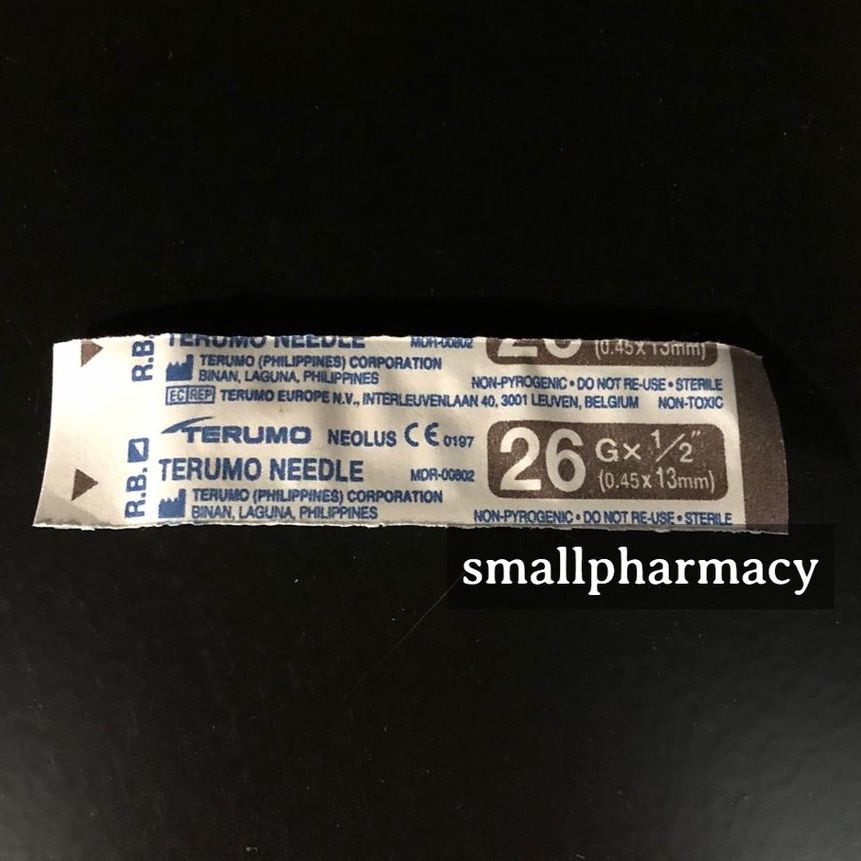 R.B.
TERUMO NEEDLE MDR-00802 26
(0.45x13mm)
TERUMO (PHILIPPINES) CORPORATION
BINAN, LAGUNA, PHILIPPINES NON-PYROGENIC • DO NOT RE-USE • STERILE
EC REP TERUMO EUROPE N.V., INTERLEUVENLAAN 40, 3001 LEUVEN, BELGIUM NON-TOXIC
TERUMO NEOLUS CE 0197 26 G x 1/2"
R.B. TERUMO NEEDLE MDR-00802 (0.45x13mm)
TERUMO (PHILIPPINES) CORPORATION
BINAN, LAGUNA, PHILIPPINES NON-PYROGENIC • DO NOT RE-USE • STERILE
smallpharmacy